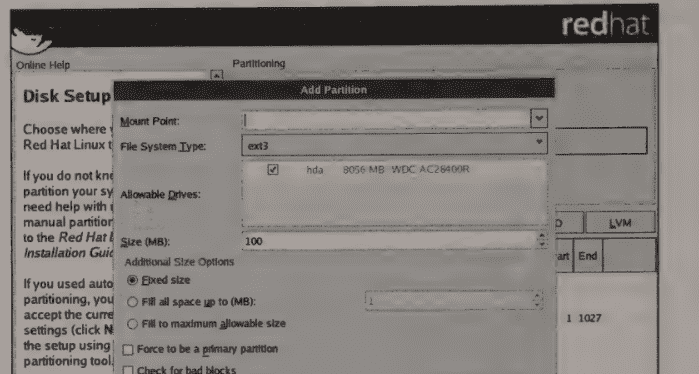 redhat
Online Help
Partitioning
Disk Setup
Choose where
Red Hat Linux t
If you do not kne
partition your sy
need help with
manual partition
to the Red Hat
Installation Guid
If you used auto
partitioning, you
accept the curre
settings (click N
the setup using
partitioning tool.
Add Partition
Mount Point:
File System Type:
ext3
hda 8056 MB WDC AC28400R
Allowable Drives:
Size (MB):
100
Additional Size Options
Fixed size
Fill all space up to (MB):
1
Fill to maximum allowable size
Force to be a primary partition
Check for bad blocks
LVM
art End
1 1027